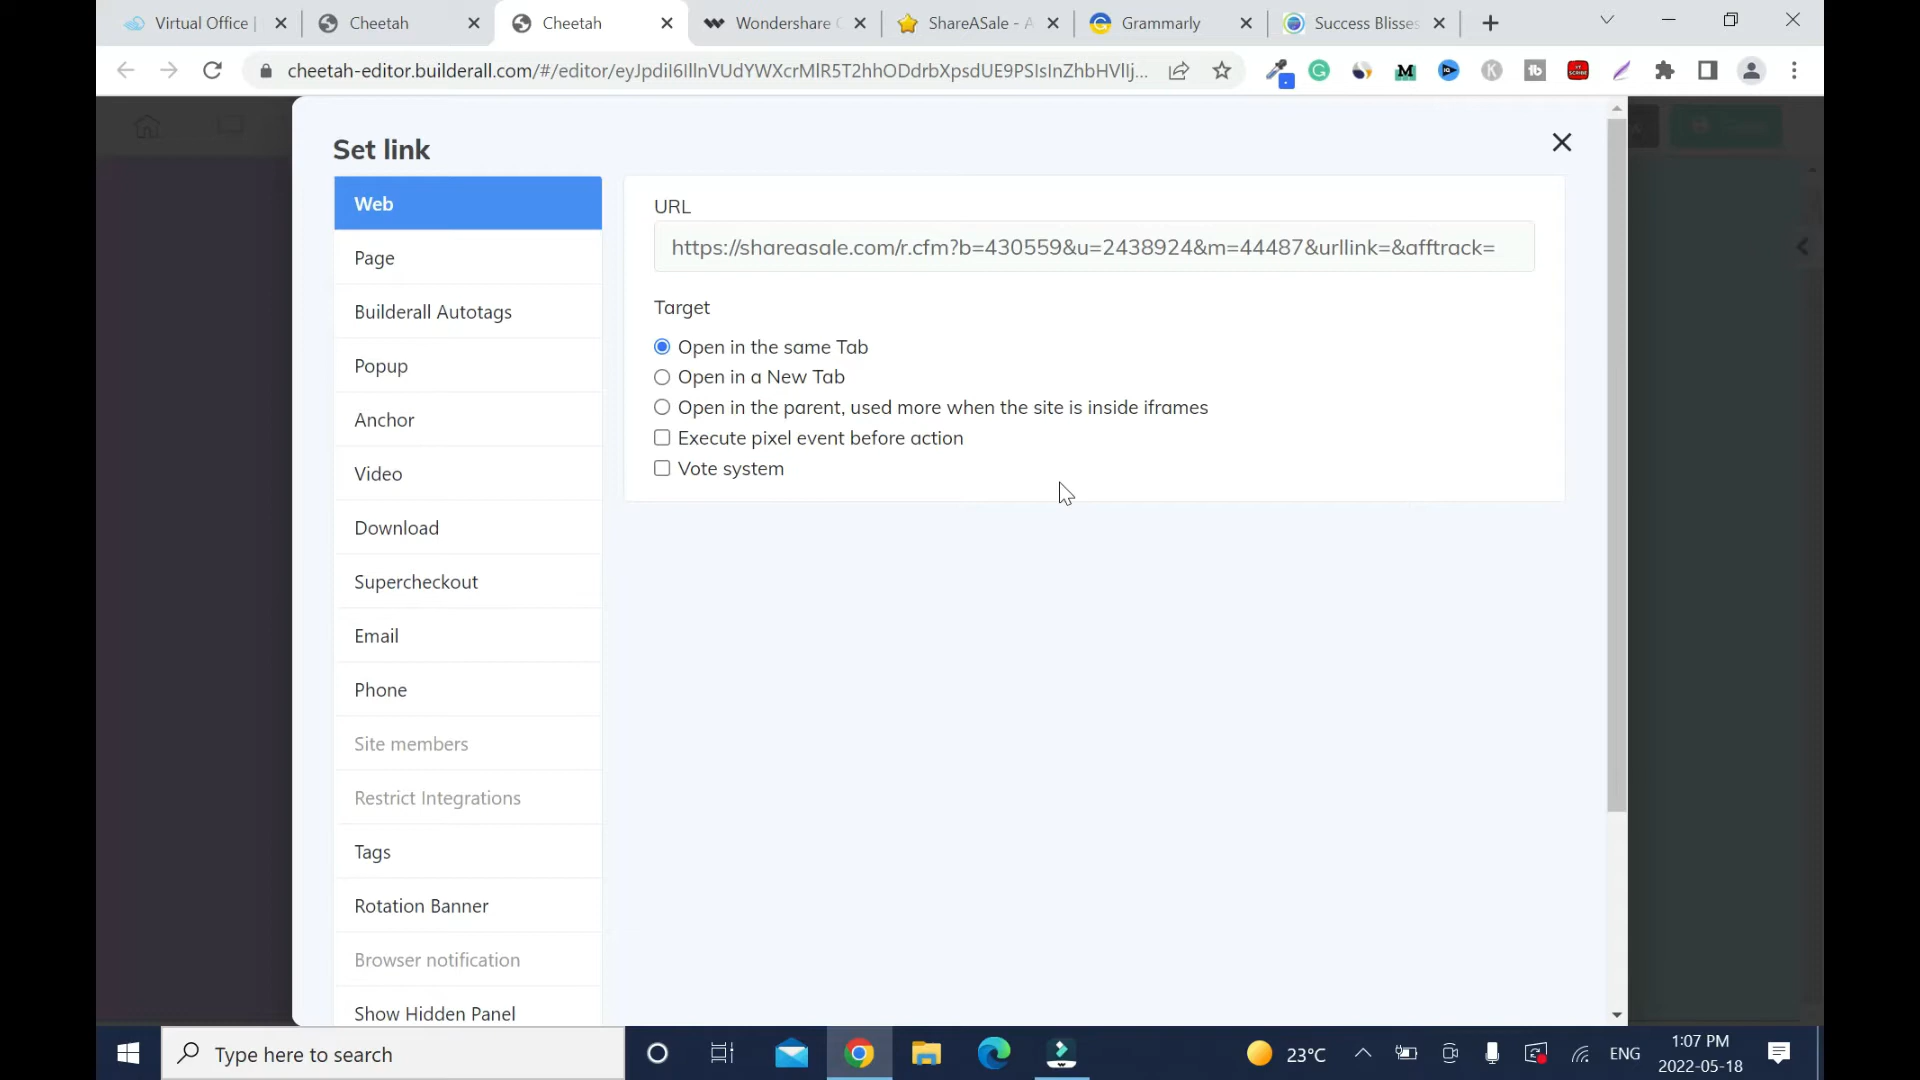 Virtual Office |
Cheetah
Cheetah
Wondershare
ShareASale - A
Grammarly
Success Blisses
cheetah-editor.builderall.com/#/editor/eyJpdiI6IllnVUdYWXcrMlR5T2hhODdrbXpsdUE9PSIsInZhbHVlIj...
Set link
Web
Page
Builderall Autotags
Popup
Anchor
Video
Download
Supercheckout
Email
Phone
Site members
Restrict Integrations
Tags
Rotation Banner
Browser notification
Show Hidden Panel
URL
https://shareasale.com/r.cfm?b=430559&u=2438924&m=44487&urllink=&afftrack=
Target
Open in the same Tab
Open in a New Tab
Open in the parent, used more when the site is inside iframes
Execute pixel event before action
Vote system
Type here to search
23°C
ENG
1:07 PM
2022-05-18